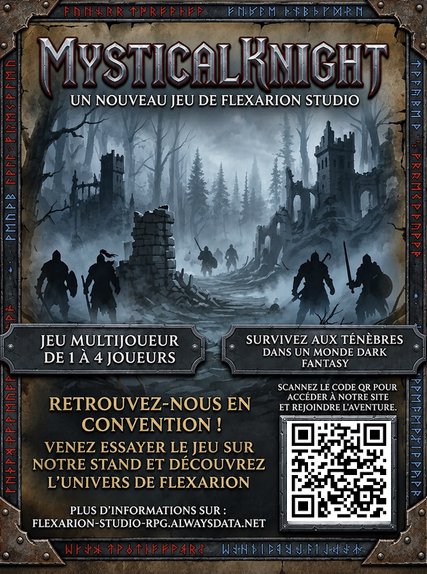 MYSTICALKNIGHT
UN NOUVEAU JEU DE FLEXARION STUDIO
JEU MULTIJOUEUR
DE 1 À 4 JOUEURS
SURVIVEZ AUX TÉNÈBRES
DANS UN MONDE DARK
FANTASY
RETROUVEZ-NOUS EN
CONVENTION !
VENEZ ESSAYER LE JEU SUR
NOTRE STAND ET DÉCOUVREZ
L'UNIVERS DE FLEXARION
PLUS D'INFORMATIONS SUR :
FLEXARION-STUDIO-RPG.ALWAYSDATA.NET
SCANNEZ LE CODE QR POUR
ACCÉDER À NOTRE SITE
ET REJOINDRE L'AVENTURE.